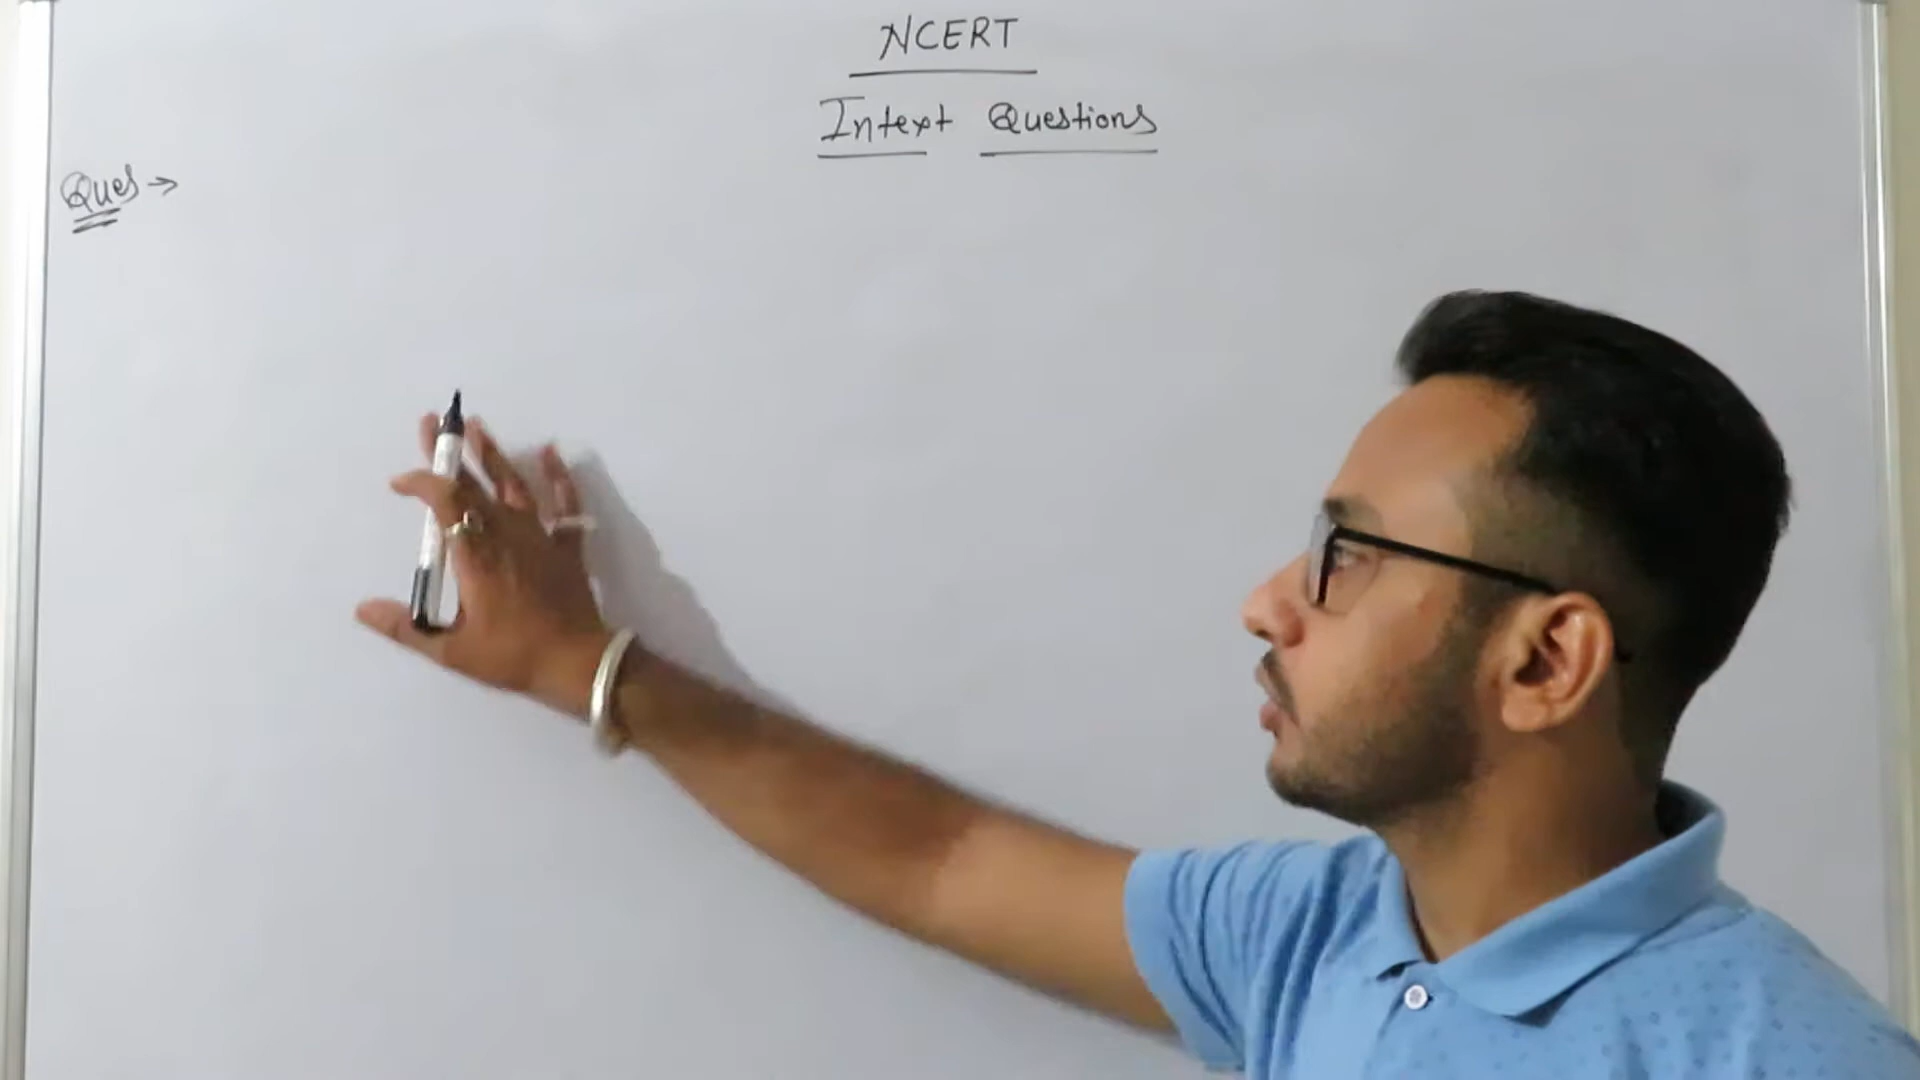 NCERT
Intext Questions
Ques →